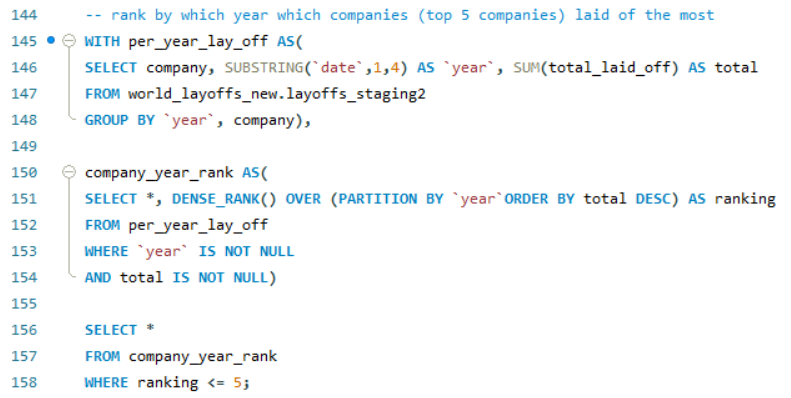 144 -- rank by which year which companies (top 5 companies) laid of the most
145 WITH per_year_lay_off AS(
146 SELECT company, SUBSTRING(`date`,1,4) AS `year`, SUM(total_laid_off) AS total
147 FROM world_layoffs_new.layoffs_staging2
148 GROUP BY `year`, company),
149
150 company_year_rank AS(
151 SELECT *, DENSE_RANK() OVER (PARTITION BY `year`ORDER BY total DESC) AS ranking
152 FROM per_year_lay_off
153 WHERE `year` IS NOT NULL
154 AND total IS NOT NULL)
155
156 SELECT *
157 FROM company_year_rank
158 WHERE ranking <= 5;